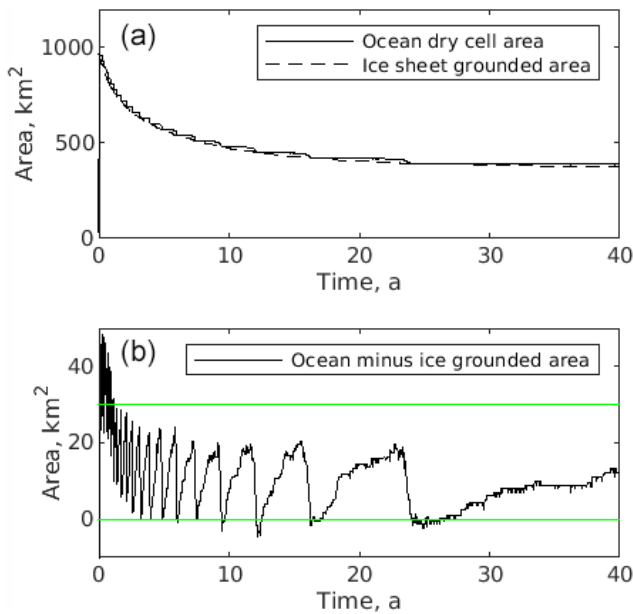 (a)
Ocean dry cell area
Ice sheet grounded area
Area, km²
1000
500
0
0 10 20 30 40
Time, a
(b)
Ocean minus ice grounded area
Area, km²
40
20
0
0 10 20 30 40
Time, a